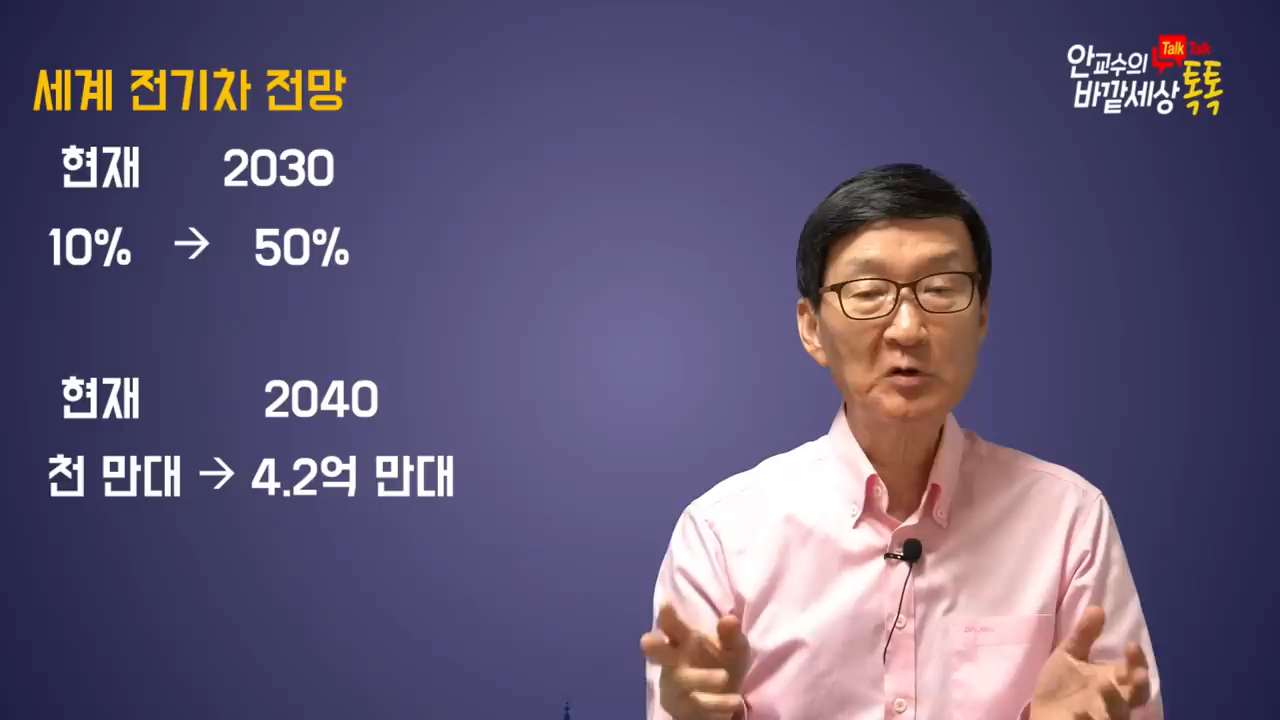 세계 전기차 전망
현재 2030
10% → 50%
현재 2040
천 만대 → 4.2억 만대
Talk Talk
안교수의
바깥세상 톡톡